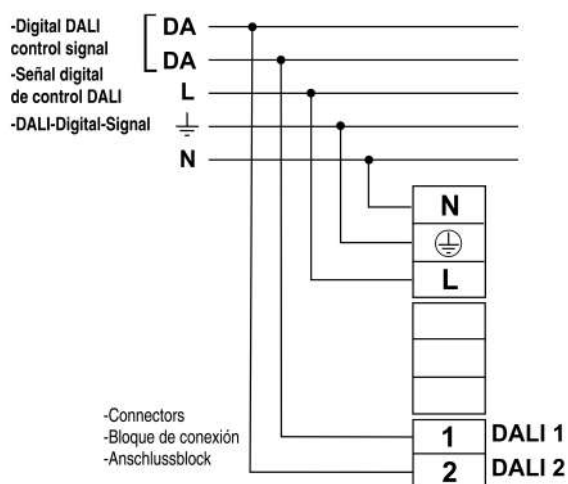 -Digital DALI
control signal
-Señal digital
de control DALI
-DALI-Digital-Signal
DA
DA
L
N
N
L
-Connectors
-Bloque de conexión
-Anschlussblock
1 DALI 1
2 DALI 2